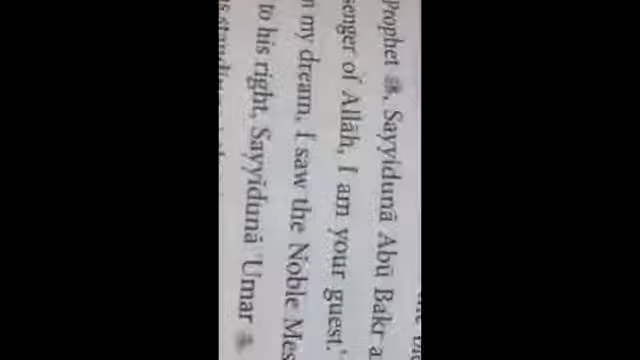 Prophet ﷺ, Sayyidunā Abū Bakr a
senger of Allāh, I am your guest.'
n my dream, I saw the Noble Mes
to his right, Sayyidunā 'Umar